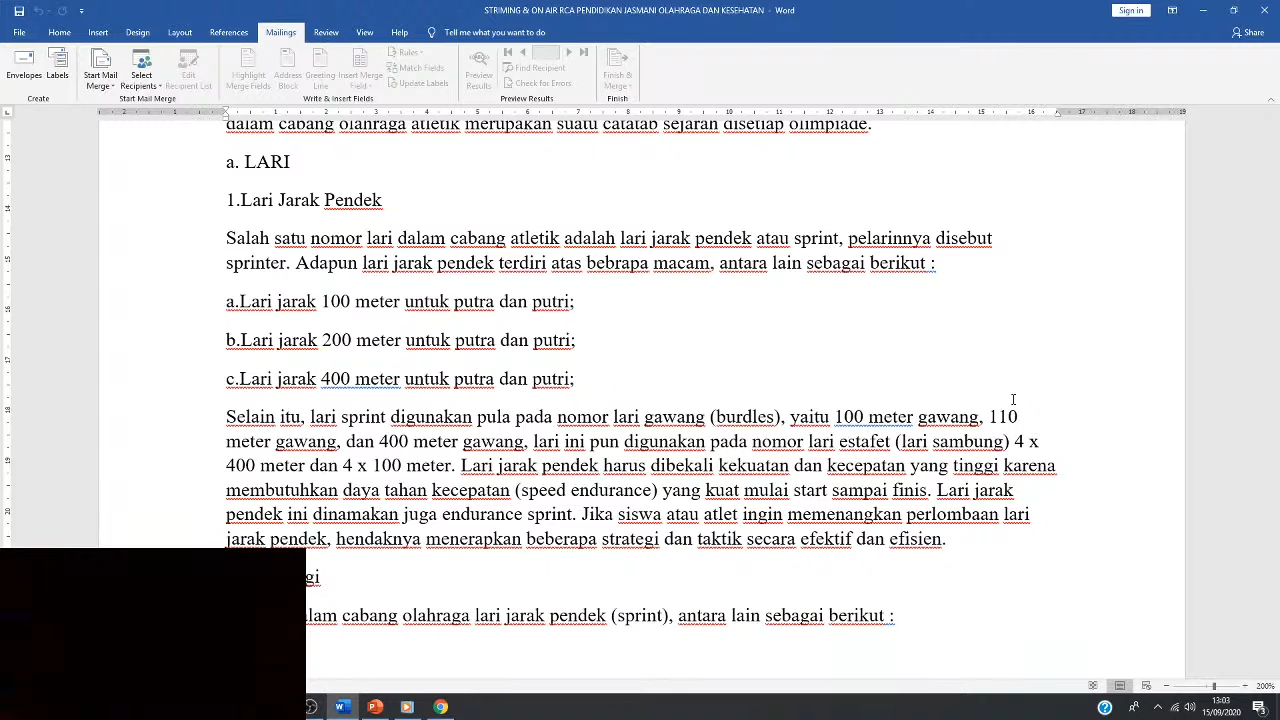 STRIMING & ON AIR RCA PENDIDIKAN JASMANI OLAHRAGA DAN KESEHATAN - Word
Sign in
File Home Insert Design Layout References Mailings Review View Help Tell me what you want to do Share
Envelopes Labels Start Mail Merge Select Recipients Edit Recipient List Highlight Merge Fields Address Block Greeting Line Insert Merge Field Rules Match Fields Update Labels Preview Results Find Recipient Check for Errors Finish & Merge
Create Start Mail Merge Write & Insert Fields Preview Results Finish
dalam cabang olahraga atletik merupakan suatu catatab sejarah disetiap olimpiade.
a. LARI
1.Lari Jarak Pendek
Salah satu nomor lari dalam cabang atletik adalah lari jarak pendek atau sprint, pelarinnya disebut
sprinter. Adapun lari jarak pendek terdiri atas bebrapa macam, antara lain sebagai berikut :
a.Lari jarak 100 meter untuk putra dan putri;
b.Lari jarak 200 meter untuk putra dan putri;
c.Lari jarak 400 meter untuk putra dan putri;
Selain itu, lari sprint digunakan pula pada nomor lari gawang (burdles), yaitu 100 meter gawang, 110
meter gawang, dan 400 meter gawang, lari ini pun digunakan pada nomor lari estafet (lari sambung) 4 x
400 meter dan 4 x 100 meter. Lari jarak pendek harus dibekali kekuatan dan kecepatan yang tinggi karena
membutuhkan daya tahan kecepatan (speed endurance) yang kuat mulai start sampai finis. Lari jarak
pendek ini dinamakan juga endurance sprint. Jika siswa atau atlet ingin memenangkan perlombaan lari
jarak pendek, hendaknya menerapkan beberapa strategi dan taktik secara efektif dan efisien.
gi
lam cabang olahraga lari jarak pendek (sprint), antara lain sebagai berikut :
200%
13:03
15/09/2020